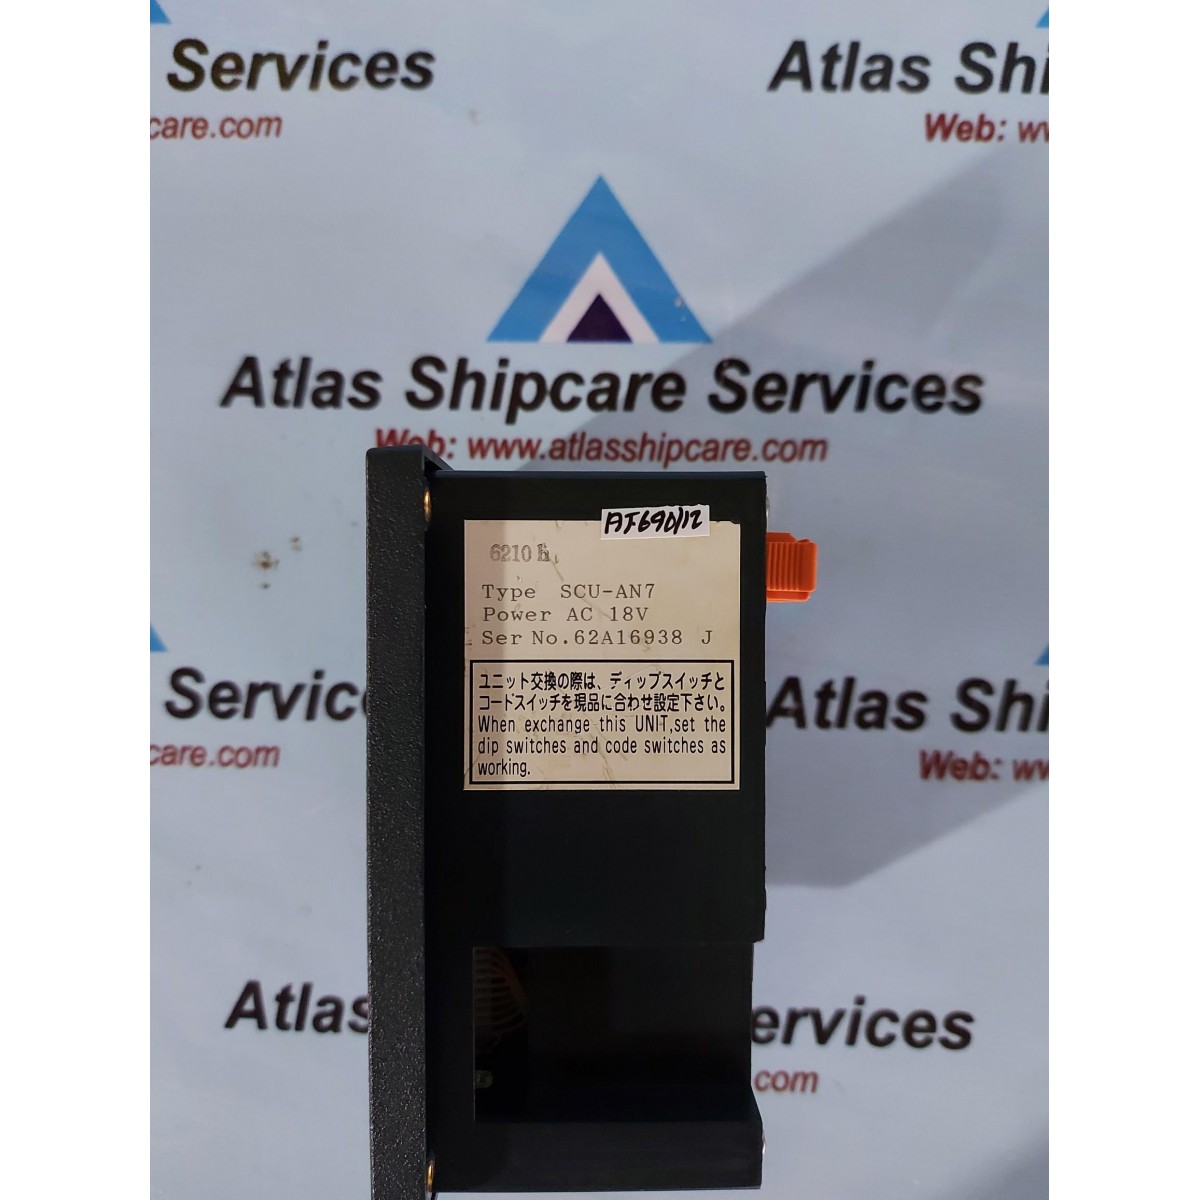 Services
Atlas Shi
care.com
Web: ww
Atlas Shipcare Services
Web: www.atlasshipcare.com
AJ690/12
6210
Type SCU-AN7
Power AC 18V
Ser No.62A16938 J
ユニット交換の際は、ディップスイッチと
コードスイッチを現品に合わせ設定下さい。
When exchange this UNIT,set the
dip switches and code switches as
working.
Servic
Atlas Shi
care.com
Web: ww
Atlas
ervices
.com